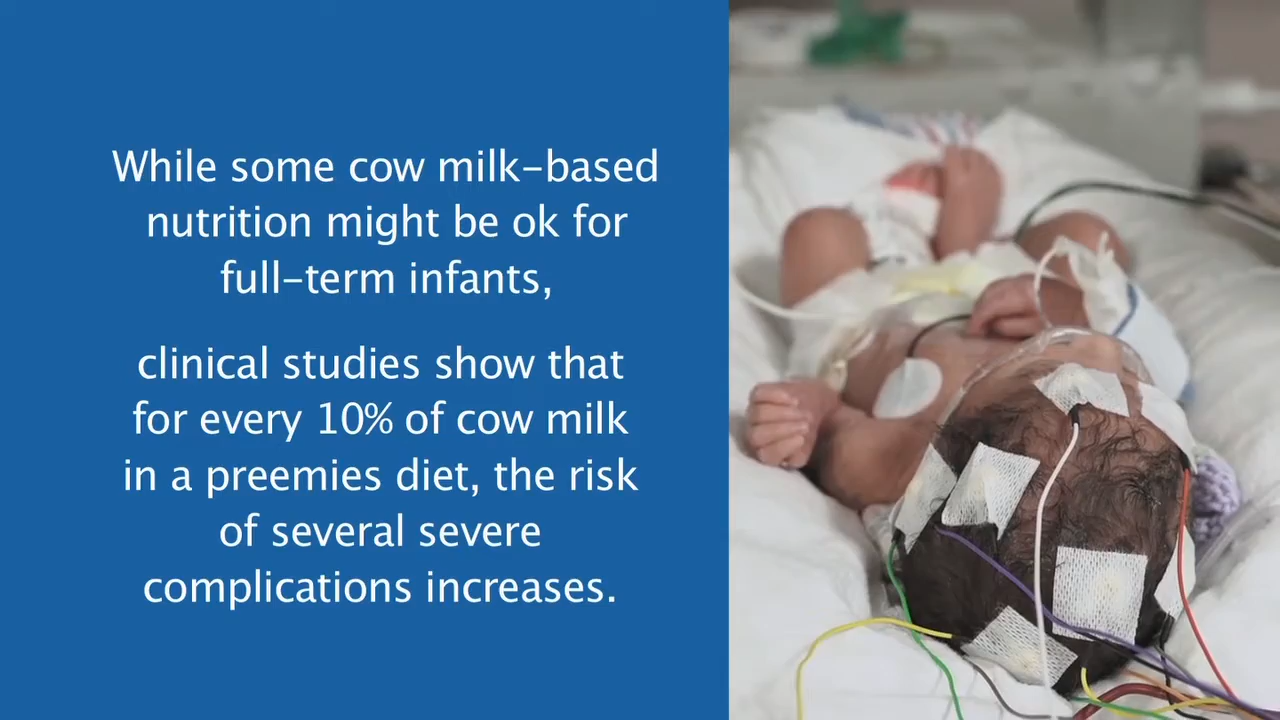 While some cow milk-based
nutrition might be ok for
full-term infants,
clinical studies show that
for every 10% of cow milk
in a preemies diet, the risk
of several severe
complications increases.